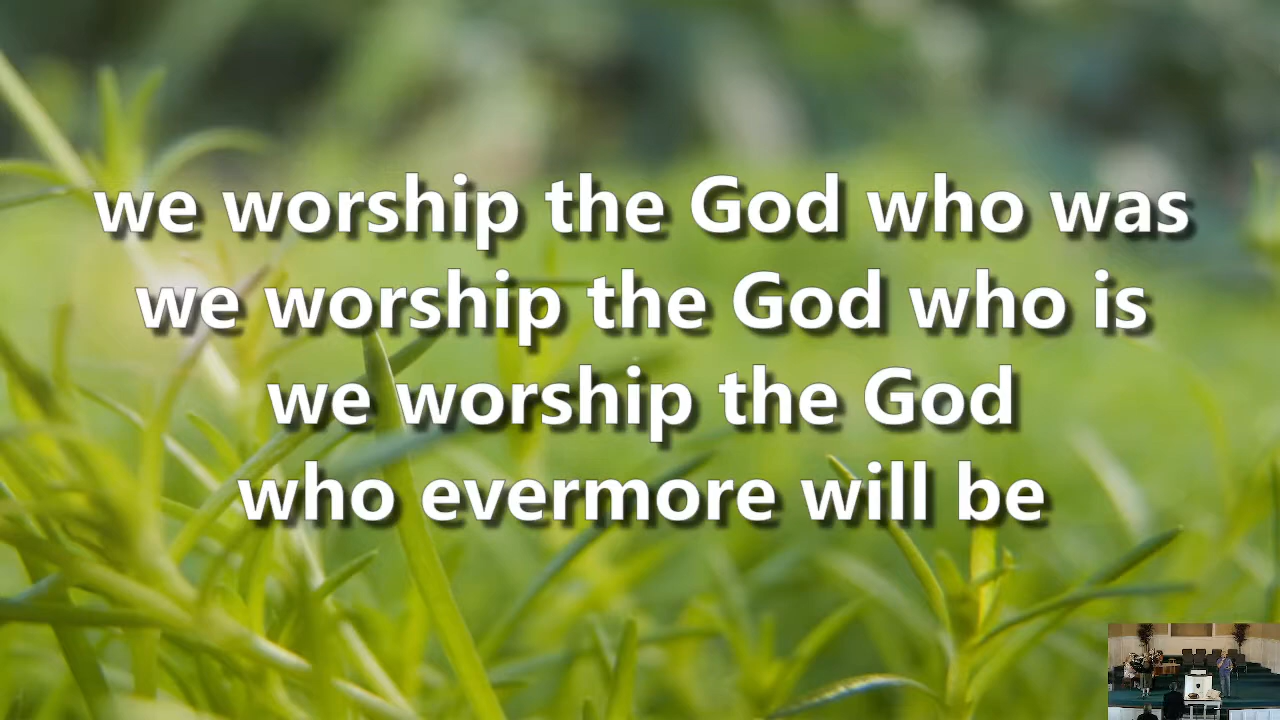 we worship the God who was
we worship the God who is
we worship the God
who evermore will be